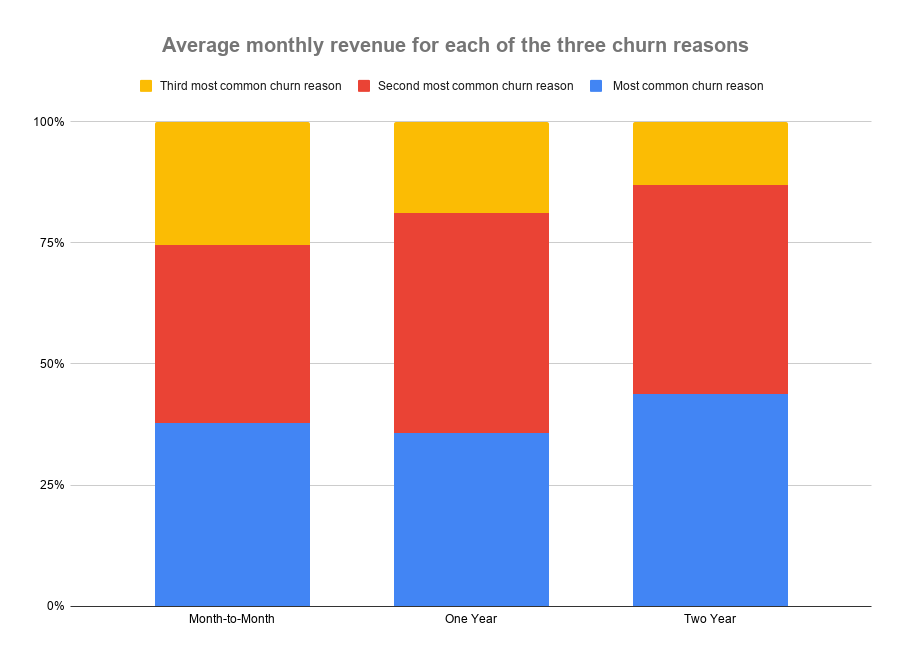 Average monthly revenue for each of the three churn reasons
Third most common churn reason Second most common churn reason Most common churn reason
100%
75%
50%
25%
0%
Month-to-Month One Year Two Year